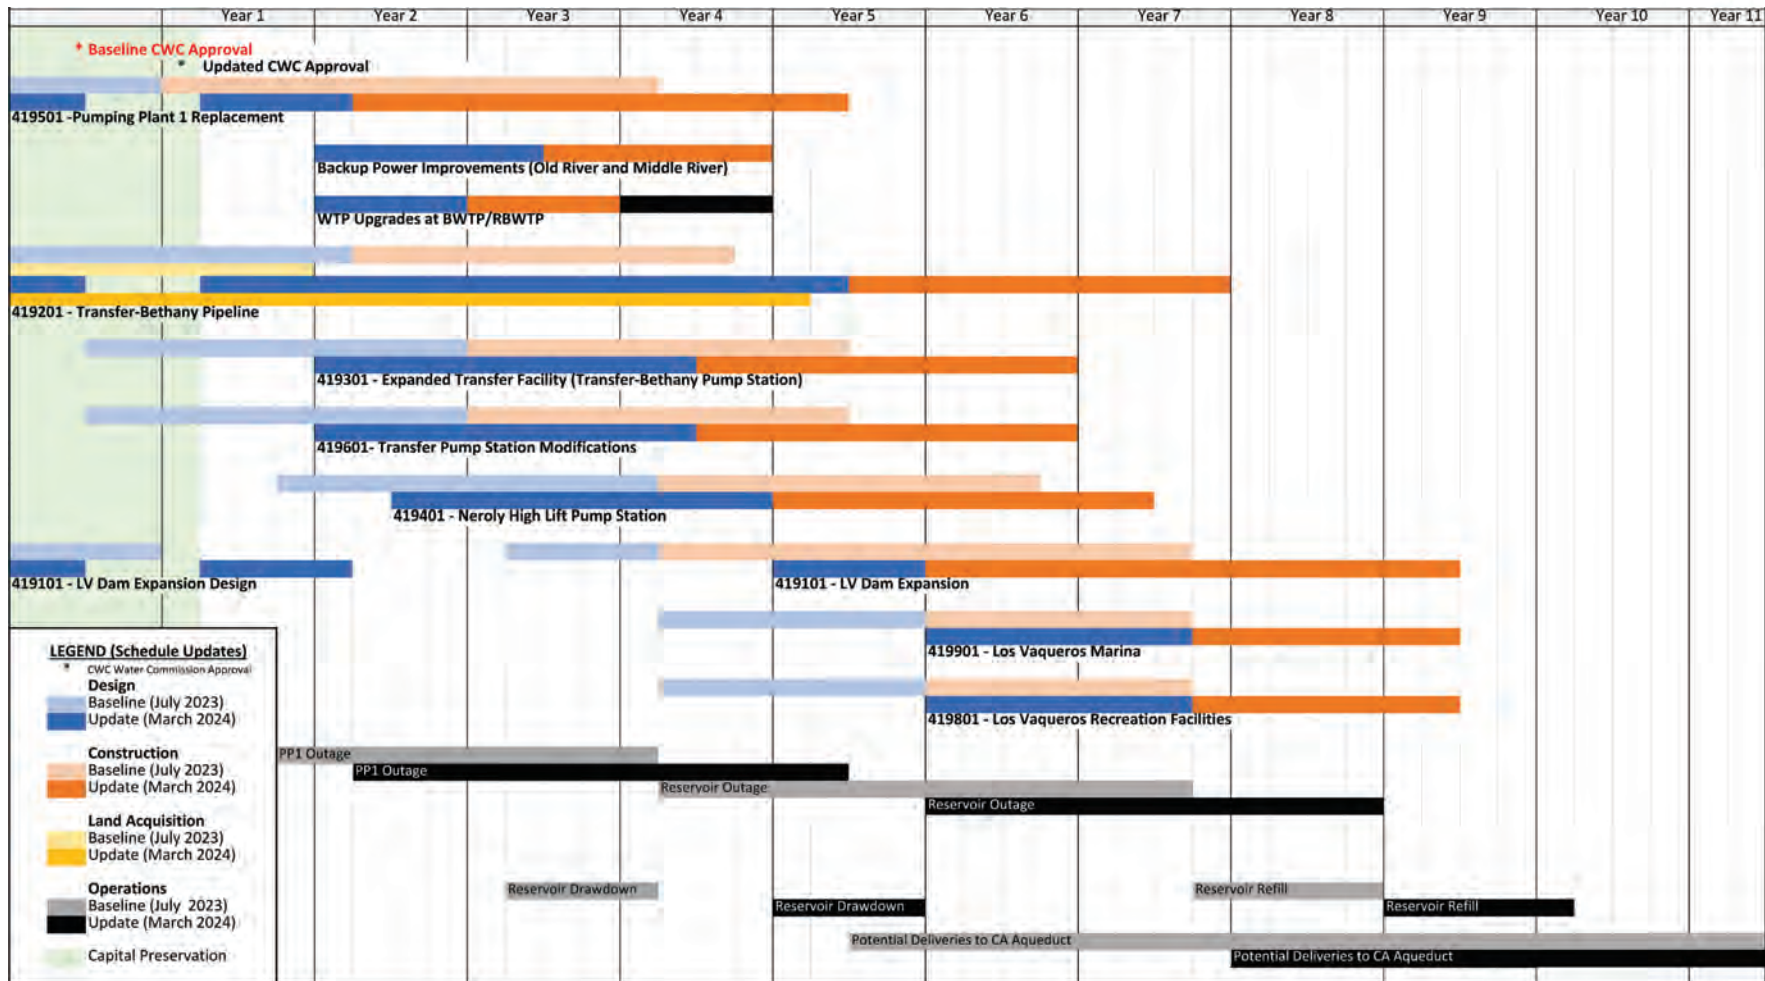 Year 1 Year 2 Year 3 Year 4 Year 5 Year 6 Year 7 Year 8 Year 9 Year 10 Year 11
* Baseline CWC Approval
* Updated CWC Approval
419501 -Pumping Plant 1 Replacement
Backup Power Improvements (Old River and Middle River)
WTP Upgrades at BWTP/RBWTP
419201 - Transfer-Bethany Pipeline
419301 - Expanded Transfer Facility (Transfer-Bethany Pump Station)
419601- Transfer Pump Station Modifications
419401 - Neroly High Lift Pump Station
419101 - LV Dam Expansion Design
419101 - LV Dam Expansion
419901 - Los Vaqueros Marina
419801 - Los Vaqueros Recreation Facilities
PP1 Outage
PP1 Outage
Reservoir Outage
Reservoir Outage
Reservoir Drawdown
Reservoir Refill
Reservoir Drawdown
Reservoir Refill
Potential Deliveries to CA Aqueduct
Potential Deliveries to CA Aqueduct
LEGEND (Schedule Updates)
* CWC Water Commission Approval
Design
Baseline (July 2023)
Update (March 2024)
Construction
Baseline (July 2023)
Update (March 2024)
Land Acquisition
Baseline (July 2023)
Update (March 2024)
Operations
Baseline (July 2023)
Update (March 2024)
Capital Preservation